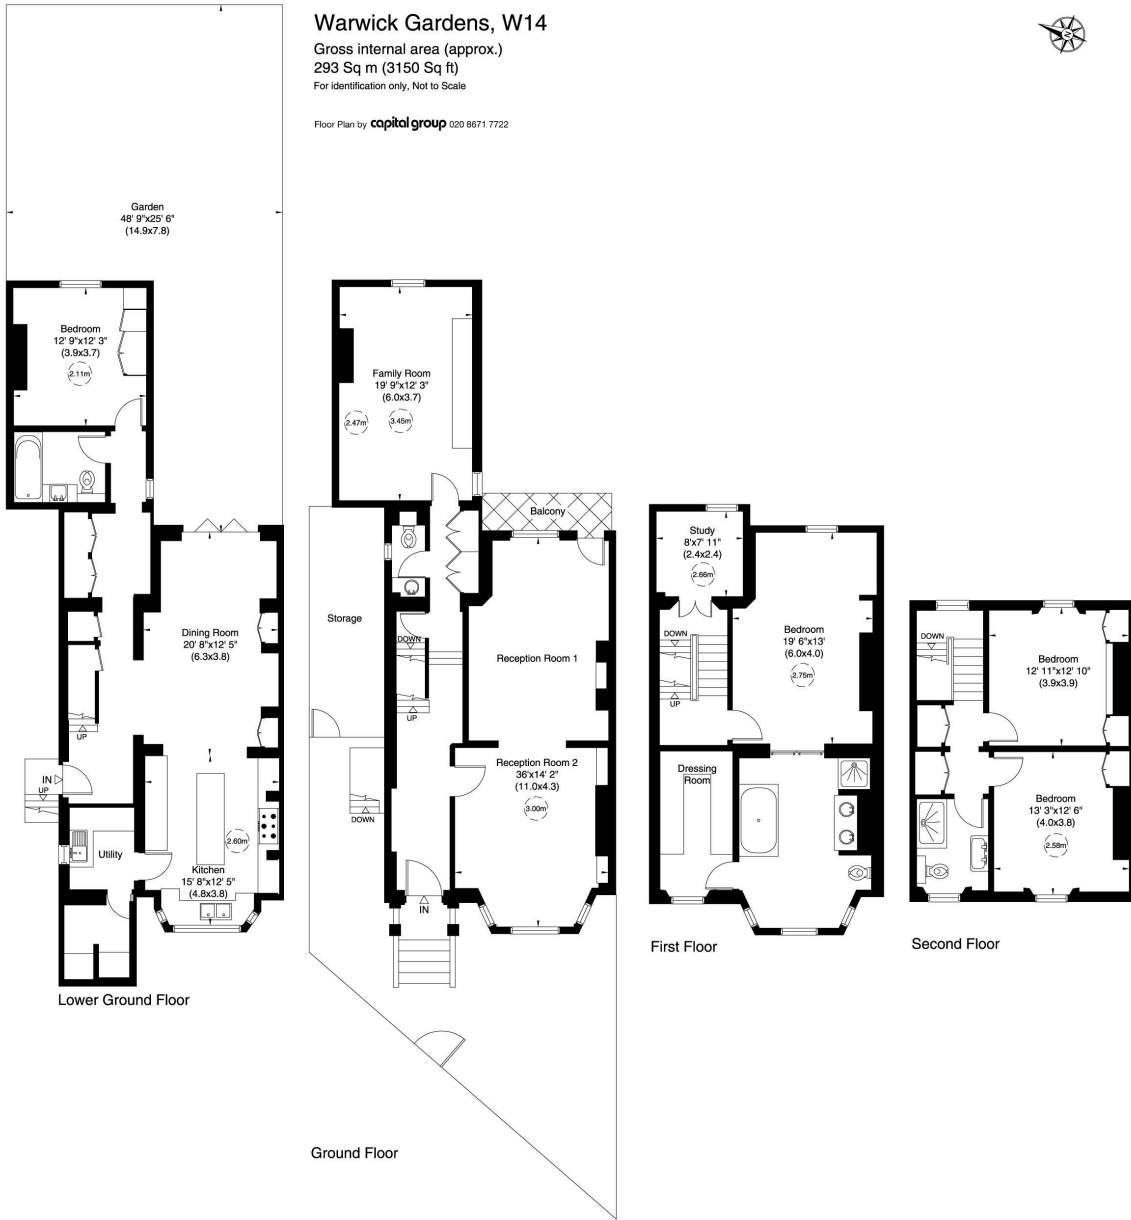 Warwick Gardens, W14
Gross internal area (approx.)
293 Sq m (3150 Sq ft)
For identification only, Not to Scale
Floor Plan by capital group 020 8671 7722
N
Garden
48' 9"x25' 6"
(14.9x7.8)
Bedroom
12' 9"x12' 3"
(3.9x3.7)
2.11m
Dining Room
20' 8"x12' 5"
(6.3x3.8)
UP
IN
UP
Utility
2.60m
Kitchen
15' 8"x12' 5"
(4.8x3.8)
Lower Ground Floor
Family Room
19' 9"x12' 3"
(6.0x3.7)
2.47m
3.45m
Balcony
Storage
DOWN
UP
Reception Room 1
Reception Room 2
36'x14' 2"
(11.0x4.3)
3.00m
DOWN
IN
Ground Floor
Study
8'x7' 11"
(2.4x2.4)
2.66m
DOWN
UP
Bedroom
19' 6"x13'
(6.0x4.0)
2.75m
Dressing
Room
First Floor
DOWN
Bedroom
12' 11"x12' 10"
(3.9x3.9)
Bedroom
13' 3"x12' 6"
(4.0x3.8)
2.58m
Second Floor